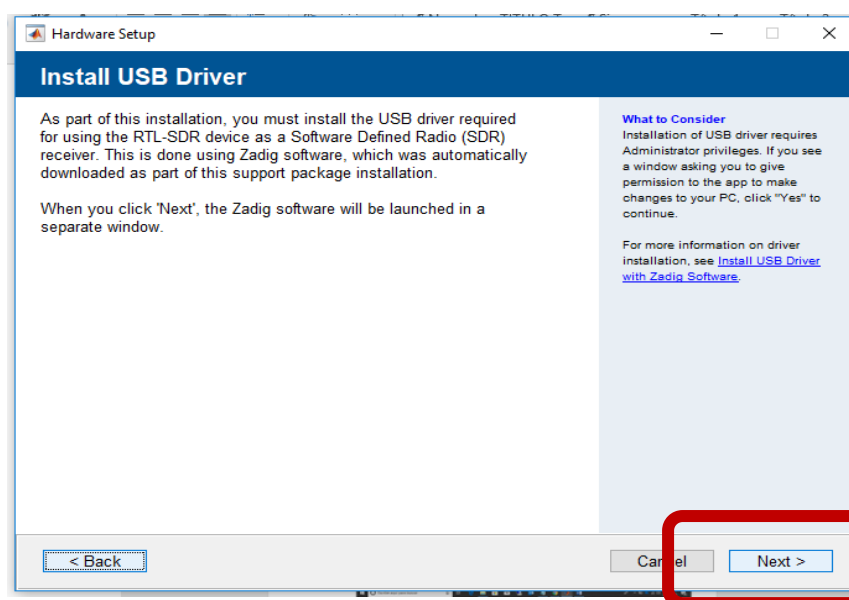 Hardware Setup
Install USB Driver
As part of this installation, you must install the USB driver required
for using the RTL-SDR device as a Software Defined Radio (SDR)
receiver. This is done using Zadig software, which was automatically
downloaded as part of this support package installation.
When you click 'Next', the Zadig software will be launched in a
separate window.
What to Consider
Installation of USB driver requires
Administrator privileges. If you see
a window asking you to give
permission to the app to make
changes to your PC, click "Yes" to
continue.
For more information on driver
installation, see Install USB Driver
with Zadig Software.
< Back
Cancel
Next >